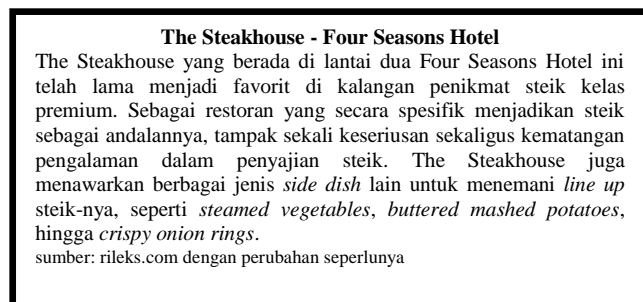 The Steakhouse - Four Seasons Hotel
The Steakhouse yang berada di lantai dua Four Seasons Hotel ini
telah lama menjadi favorit di kalangan penikmat steik kelas
premium. Sebagai restoran yang secara spesifik menjadikan steik
sebagai andalannya, tampak sekali keseriusan sekaligus kematangan
pengalaman dalam penyajian steik. The Steakhouse juga
menawarkan berbagai jenis side dish lain untuk menemani line up
steik-nya, seperti steamed vegetables, buttered mashed potatoes,
hingga crispy onion rings.
sumber: rileks.com dengan perubahan seperlunya